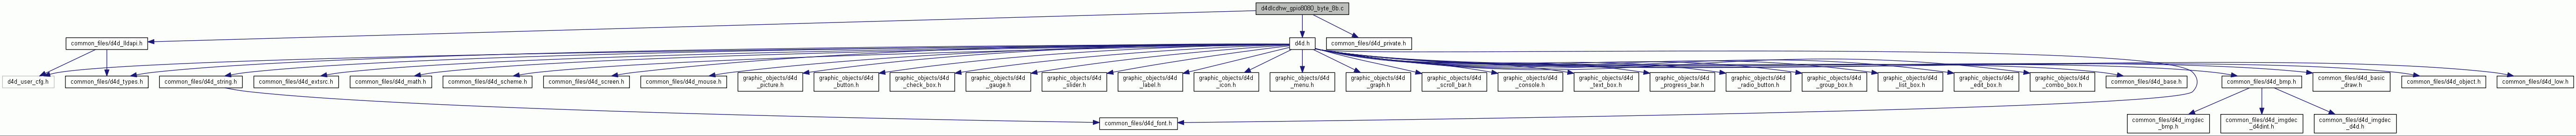 d4dlcdhw_gpio8080_byte_8b.c
common_files/d4d_lldapi.h
d4d.h
common_files/d4d_private.h
d4d_user_cfg.h
common_files/d4d_types.h
common_files/d4d_string.h
common_files/d4d_extsrc.h
common_files/d4d_math.h
common_files/d4d_scheme.h
common_files/d4d_screen.h
common_files/d4d_mouse.h
graphic_objects/d4d
_picture.h
graphic_objects/d4d
_button.h
graphic_objects/d4d
_check_box.h
graphic_objects/d4d
_gauge.h
graphic_objects/d4d
_slider.h
graphic_objects/d4d
_label.h
graphic_objects/d4d
_icon.h
graphic_objects/d4d
_menu.h
graphic_objects/d4d
_graph.h
graphic_objects/d4d
_scroll_bar.h
graphic_objects/d4d
_console.h
graphic_objects/d4d
_text_box.h
graphic_objects/d4d
_progress_bar.h
graphic_objects/d4d
_radio_button.h
graphic_objects/d4d
_group_box.h
graphic_objects/d4d
_list_box.h
graphic_objects/d4d
_edit_box.h
graphic_objects/d4d
_combo_box.h
common_files/d4d_base.h
common_files/d4d_bmp.h
common_files/d4d_basic
_draw.h
common_files/d4d_object.h
common_files/d4d_low.h
common_files/d4d_font.h
common_files/d4d_imgdec
_bmp.h
common_files/d4d_imgdec
_d4dint.h
common_files/d4d_imgdec
_d4d.h